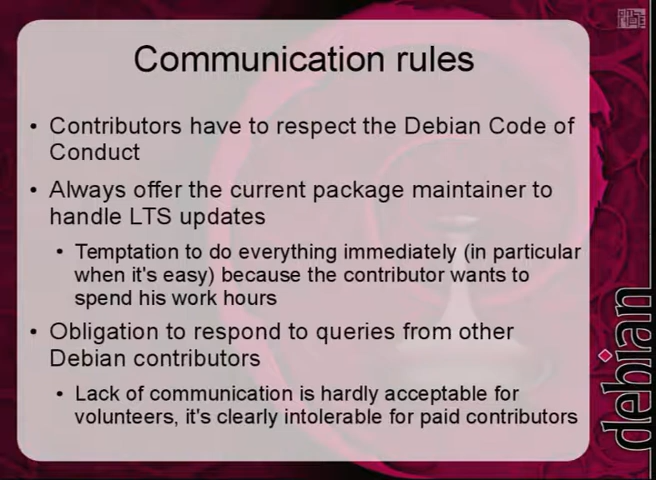 Communication rules
• Contributors have to respect the Debian Code of
Conduct
• Always offer the current package maintainer to
handle LTS updates
• Temptation to do everything immediately (in particular
when it's easy) because the contributor wants to
spend his work hours
• Obligation to respond to queries from other
Debian contributors
• Lack of communication is hardly acceptable for
volunteers, it's clearly intolerable for paid contributors
debian